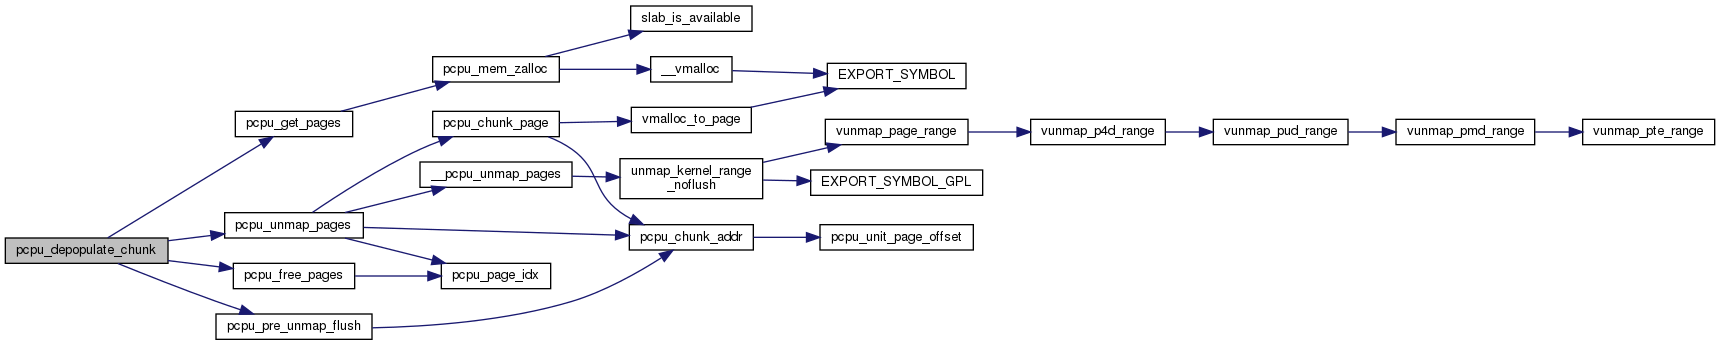 slab_is_available
pcpu_mem_zalloc
__vmalloc
EXPORT_SYMBOL
pcpu_get_pages
pcpu_chunk_page
vmalloc_to_page
vunmap_page_range
vunmap_p4d_range
vunmap_pud_range
vunmap_pmd_range
vunmap_pte_range
__pcpu_unmap_pages
unmap_kernel_range
_noflush
EXPORT_SYMBOL_GPL
pcpu_unmap_pages
pcpu_depopulate_chunk
pcpu_chunk_addr
pcpu_unit_page_offset
pcpu_free_pages
pcpu_page_idx
pcpu_pre_unmap_flush